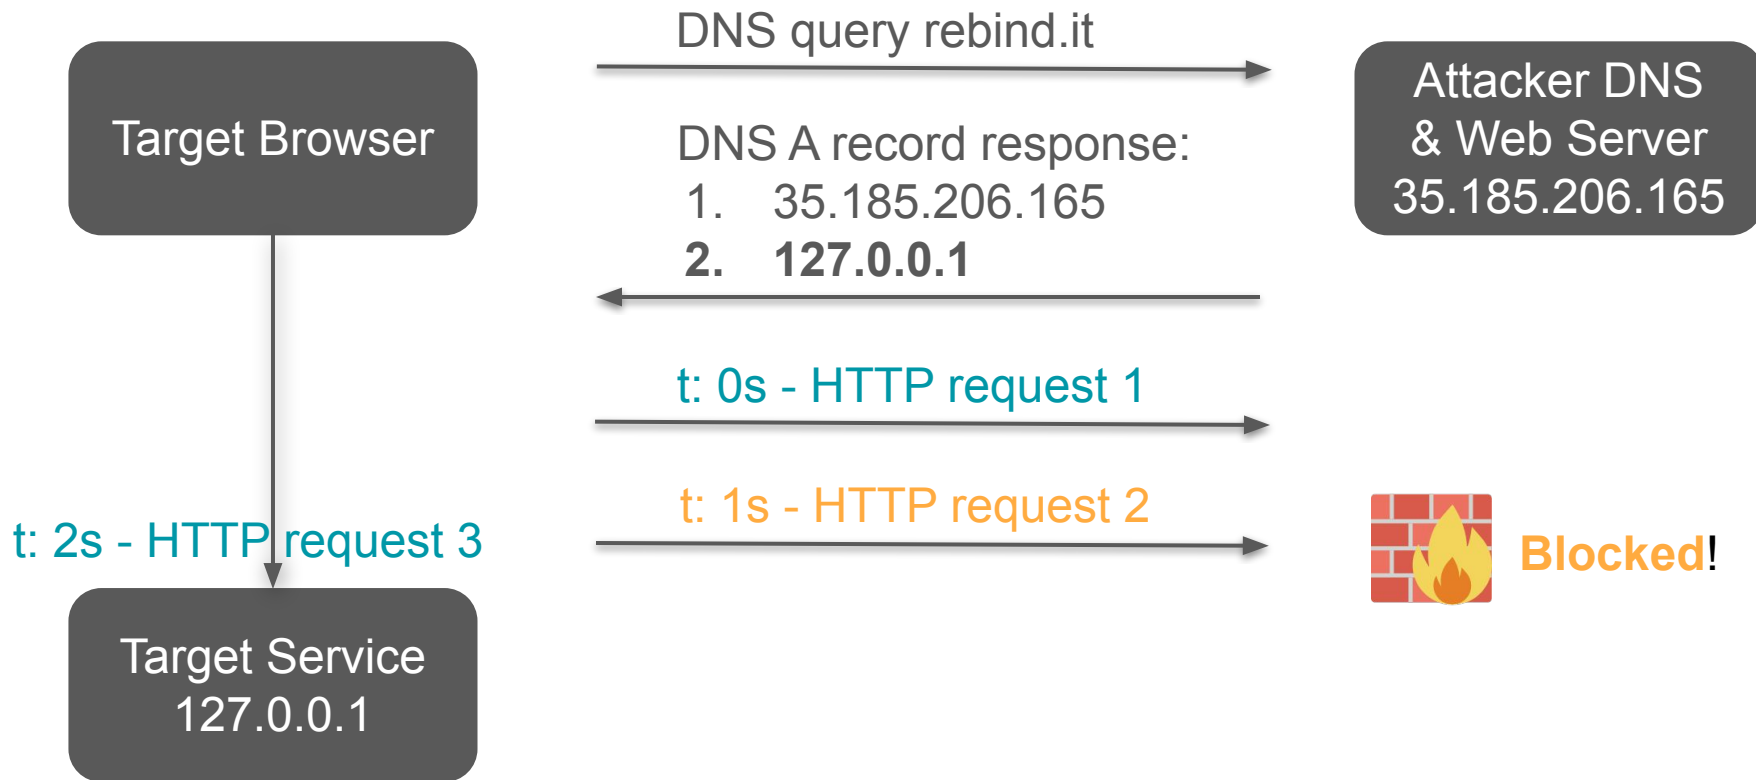 DNS query rebind.it
Target Browser
Attacker DNS
& Web Server
35.185.206.165
DNS A record response:
1. 35.185.206.165
2. 127.0.0.1
t: 0s - HTTP request 1
t: 1s - HTTP request 2
Blocked!
t: 2s - HTTP request 3
Target Service
127.0.0.1